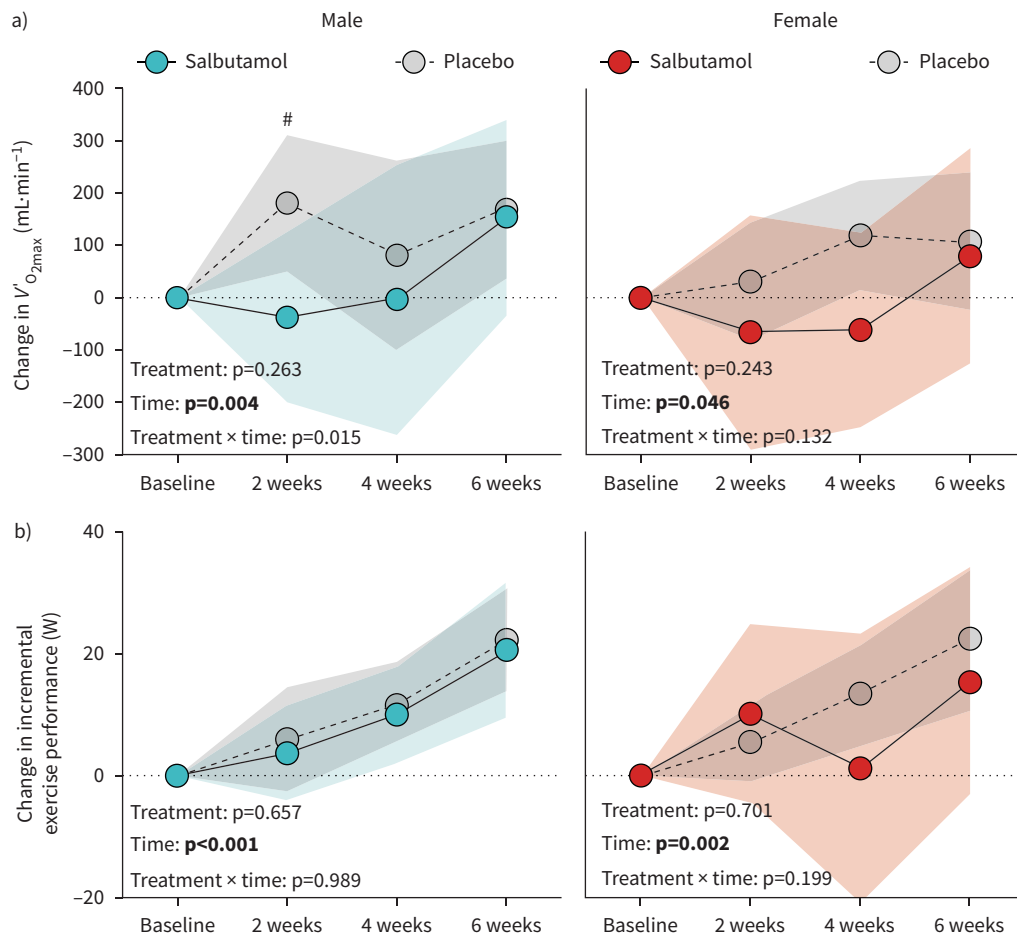 a)
Male
Female
Salbutamol
Placebo
Salbutamol
Placebo
Change in V′O2max (mL·min−1)
400
300
200
100
0
−100
−200
−300
#
Treatment: p=0.263
Time: p=0.004
Treatment × time: p=0.015
Baseline
2 weeks
4 weeks
6 weeks
Treatment: p=0.243
Time: p=0.046
Treatment × time: p=0.132
Baseline
2 weeks
4 weeks
6 weeks
b)
Change in incremental
exercise performance (W)
40
20
0
−20
Treatment: p=0.657
Time: p<0.001
Treatment × time: p=0.989
Baseline
2 weeks
4 weeks
6 weeks
Treatment: p=0.701
Time: p=0.002
Treatment × time: p=0.199
Baseline
2 weeks
4 weeks
6 weeks